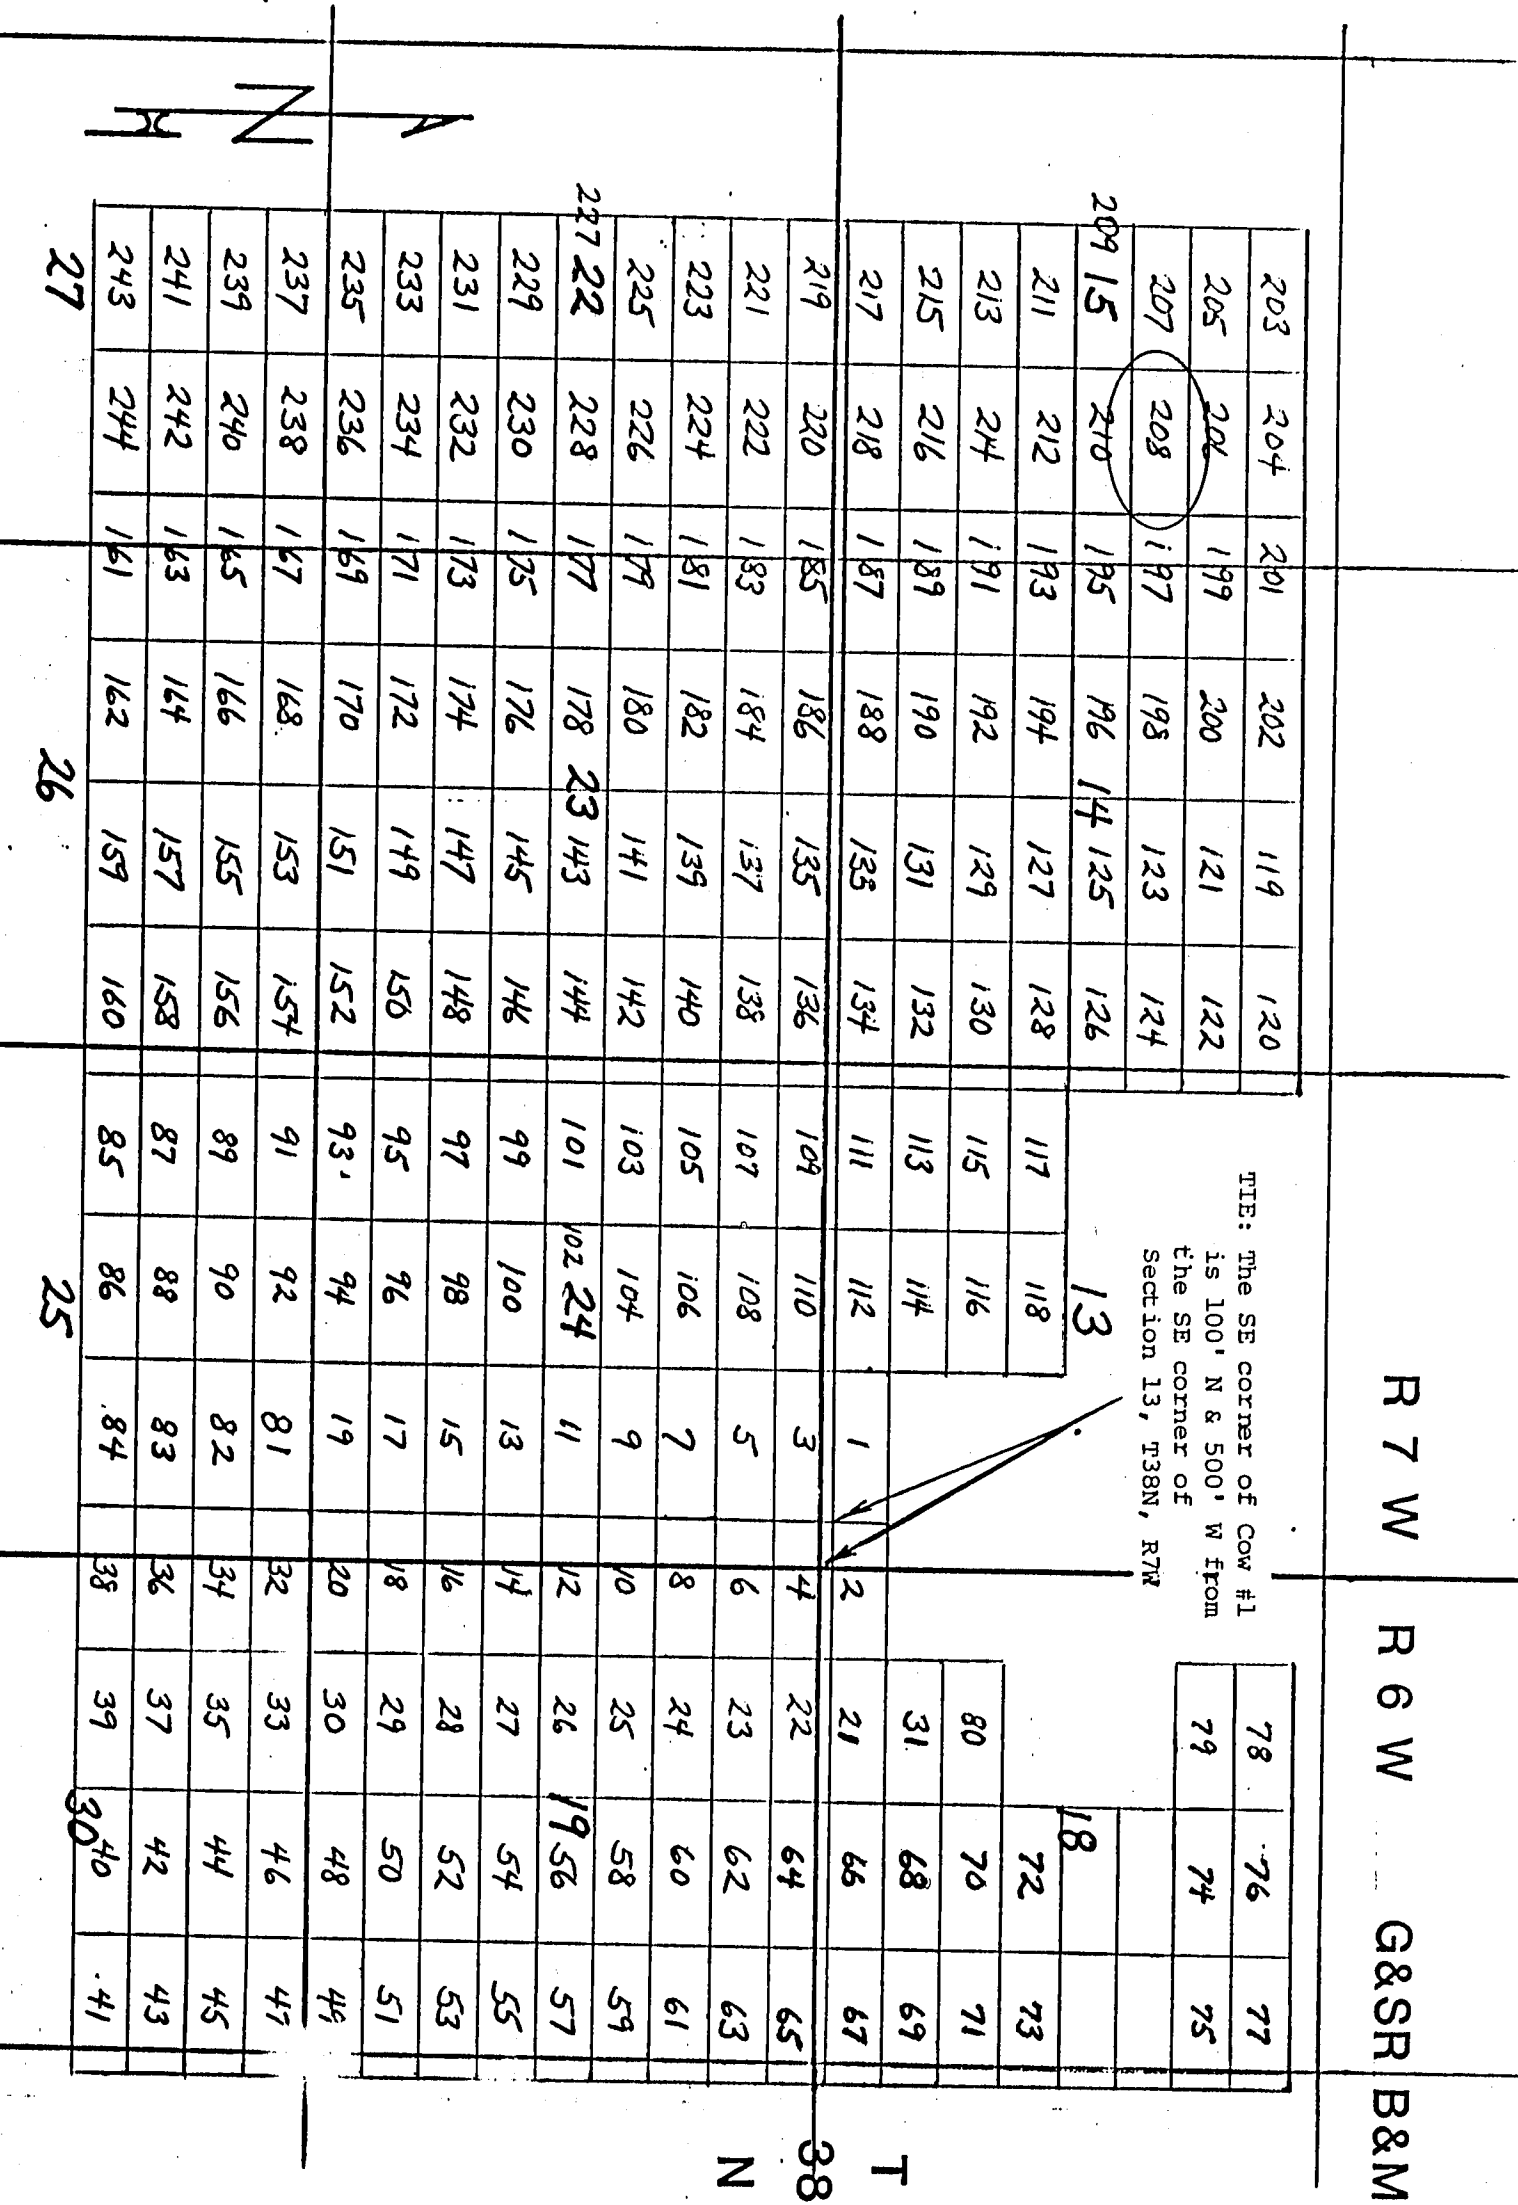 R 7 W R 6 W G&SR B&M
TIE: The SE corner of Cow #1
is 100' N & 500' W from
the SE corner of
section 13, T38N, R7W
203 204 201 202 119 120 78 76 77
205 206 199 200 121 122 79 74 75
207 208 197 198 123 124
209 15 210 195 196 14 125 126 13 18
211 212 193 194 127 128 117 118 72 73
213 214 191 192 129 130 115 116 80 70 71
215 216 189 190 131 132 113 114 31 68 69
217 218 187 188 133 134 111 112 1 2 21 66 67 T
219 220 185 186 135 136 109 110 3 4 22 64 65 38
221 222 183 184 137 138 107 108 5 6 23 62 63 N
223 224 181 182 139 140 105 106 7 8 24 60 61
225 226 179 180 141 142 103 104 9 10 25 58 59
227 22 228 177 178 23 143 144 101 102 24 11 12 26 19 56 57
229 230 175 176 145 146 99 100 13 14 27 54 55
231 232 173 174 147 148 97 98 15 16 28 52 53
233 234 171 172 149 150 95 96 17 18 29 50 51
235 236 169 170 151 152 93 94 19 20 30 48 49
237 238 167 168 153 154 91 92 81 32 33 46 47
239 240 165 166 155 156 89 90 82 34 35 44 45
241 242 163 164 157 158 87 88 83 36 37 42 43
243 244 161 162 159 160 85 86 84 38 39 40 41
27 26 25 30
N